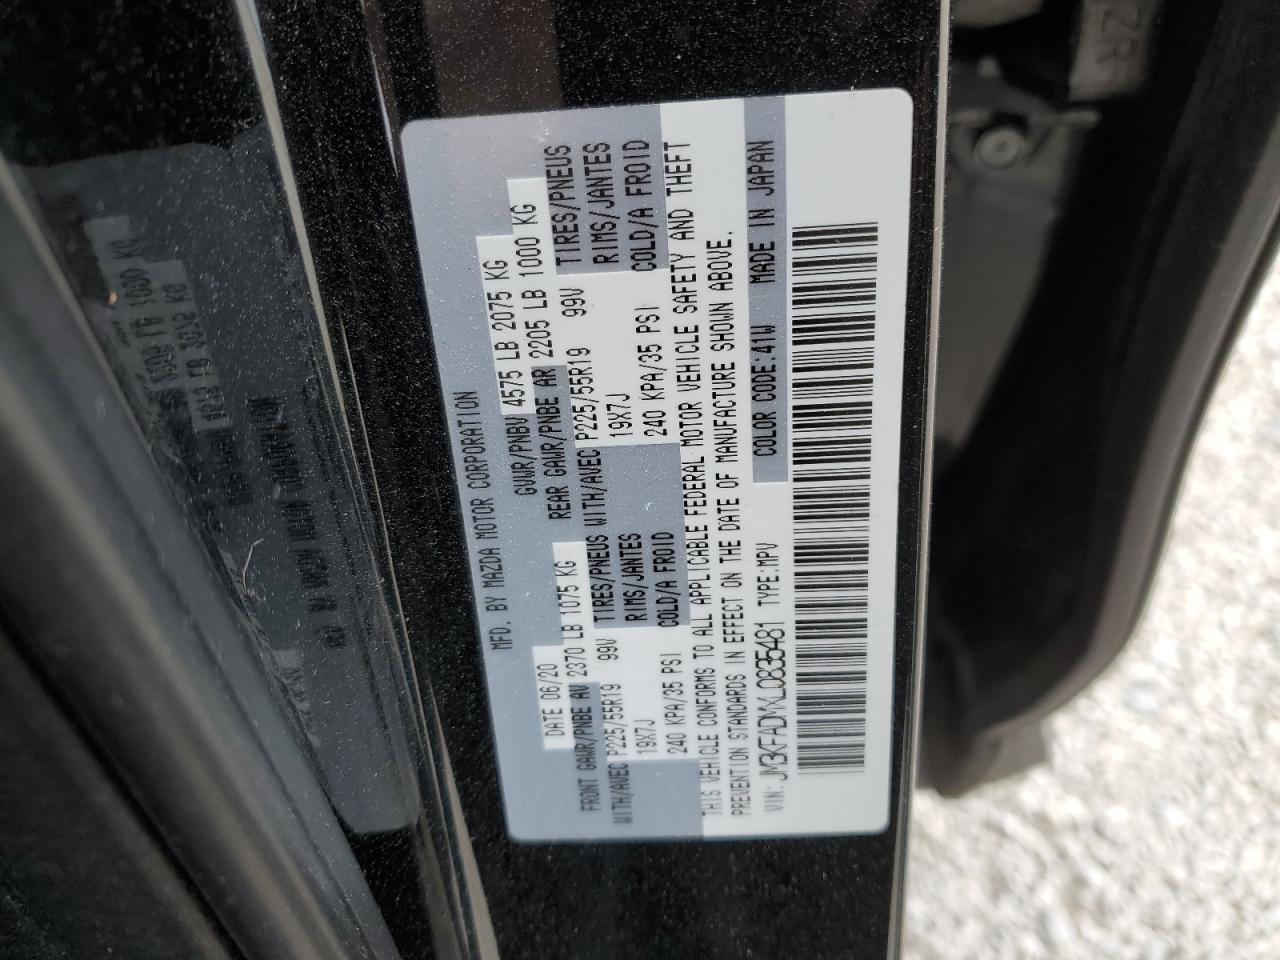 MFD. BY MAZDA MOTOR CORPORATION
DATE 06/20 GVWR/PNBV 4575 LB 2075 KG
FRONT GAWR/PNBE AV 2370 LB 1075 KG REAR GAWR/PNBE AR 2205 LB 1000 KG
WITH/AVEC P225/55R19 99V TIRES/PNEUS WITH/AVEC P225/55R19 99V TIRES/PNEUS
19X7J RIMS/JANTES 19X7J RIMS/JANTES
240 KPA/35 PSI COLD/A FROID 240 KPA/35 PSI COLD/A FROID
THIS VEHICLE CONFORMS TO ALL APPLICABLE FEDERAL MOTOR VEHICLE SAFETY AND THEFT
PREVENTION STANDARDS IN EFFECT ON THE DATE OF MANUFACTURE SHOWN ABOVE.
VIN: TYPE:MPV COLOR CODE:41W MADE IN JAPAN